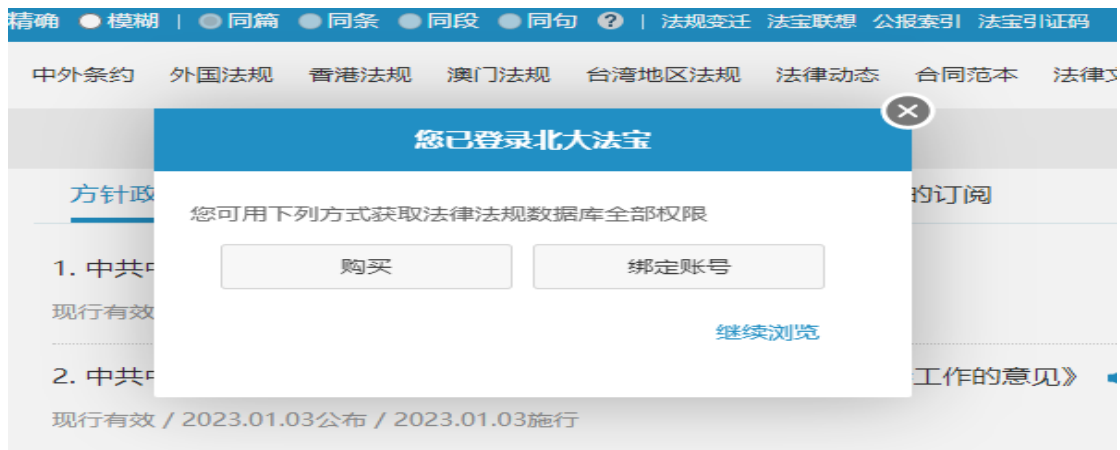 精确 模糊 | 同篇 同条 同段 同句 ? | 法规变迁 法宝联想 公报索引 法宝引证码
中外条约 外国法规 香港法规 澳门法规 台湾地区法规 法律动态 合同范本 法律文
您已登录北大法宝
方针政 的订阅
您可用下列方式获取法律法规数据库全部权限
1. 中共中
购买 绑定账号
现行有效
继续浏览
2. 中共中 工作的意见》
现行有效 / 2023.01.03公布 / 2023.01.03施行